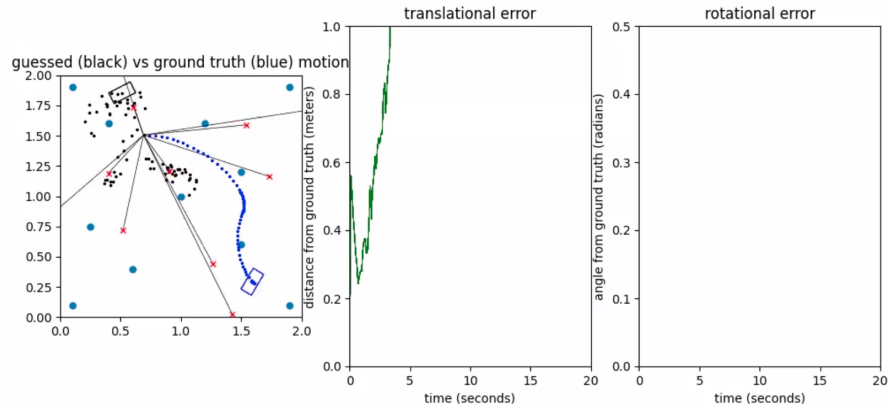 guessed (black) vs ground truth (blue) motion
2.00
1.75
1.50
1.25
1.00
0.75
0.50
0.25
0.00
0.0 0.5 1.0 1.5 2.0
translational error
distance from ground truth (meters)
1.0
0.8
0.6
0.4
0.2
0.0
0 5 10 15 20
time (seconds)
rotational error
angle from ground truth (radians)
0.5
0.4
0.3
0.2
0.1
0.0
0 5 10 15 20
time (seconds)